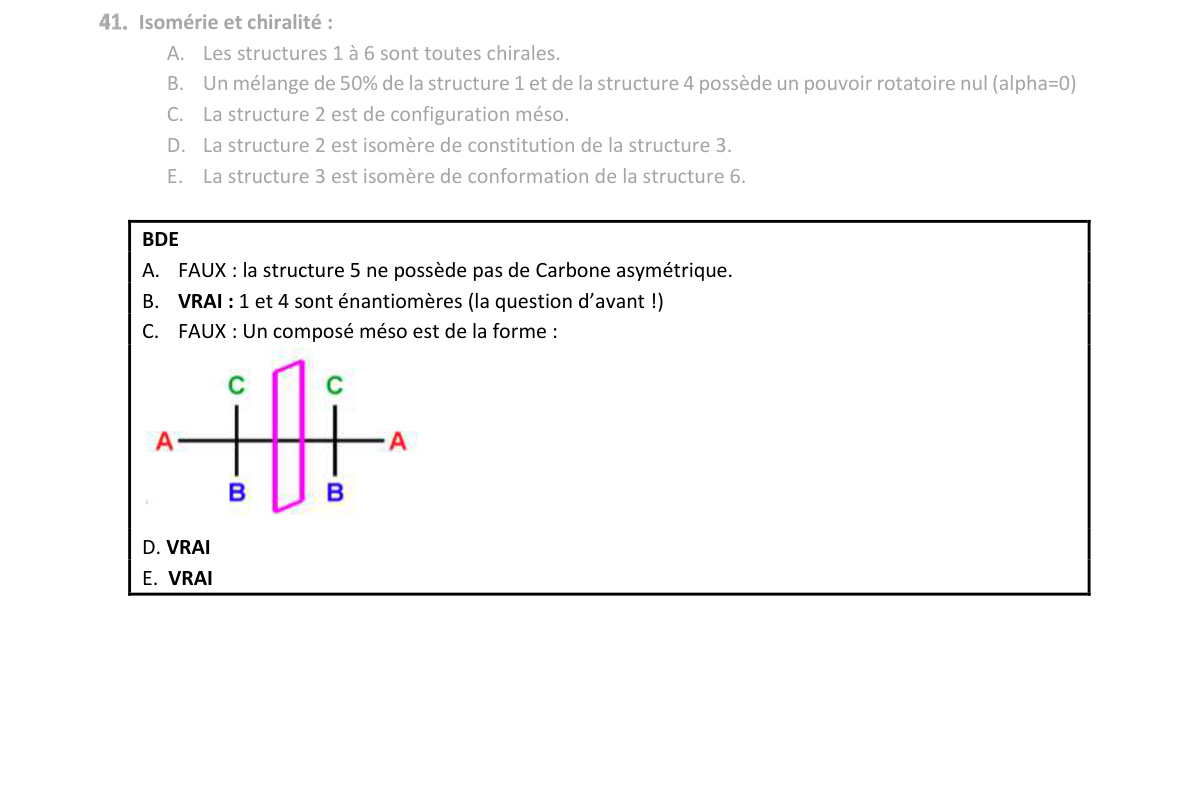 41. Isomérie et chiralité :
A. Les structures 1 à 6 sont toutes chirales.
B. Un mélange de 50% de la structure 1 et de la structure 4 possède un pouvoir rotatoire nul (alpha=0)
C. La structure 2 est de configuration méso.
D. La structure 2 est isomère de constitution de la structure 3.
E. La structure 3 est isomère de conformation de la structure 6.
BDE
A. FAUX : la structure 5 ne possède pas de Carbone asymétrique.
B. VRAI : 1 et 4 sont énantiomères (la question d’avant !)
C. FAUX : Un composé méso est de la forme :
C C
A A
B B
D. VRAI
E. VRAI